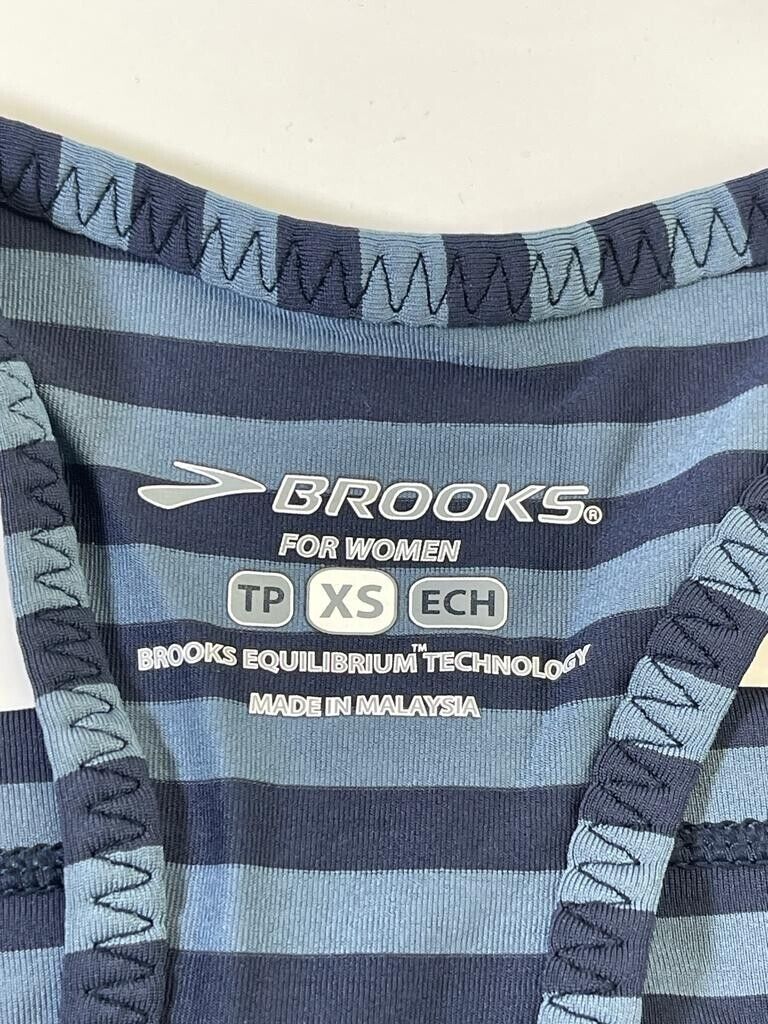 BROOKS®
FOR WOMEN
TP XS ECH
BROOKS EQUILIBRIUM™ TECHNOLOGY
MADE IN MALAYSIA